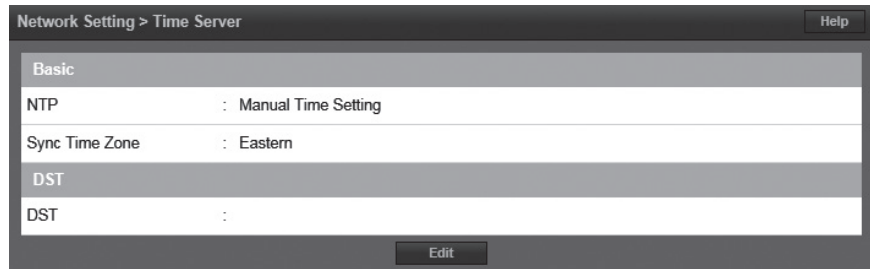 Network Setting > Time Server Help
Basic
NTP : Manual Time Setting
Sync Time Zone : Eastern
DST
DST :
Edit